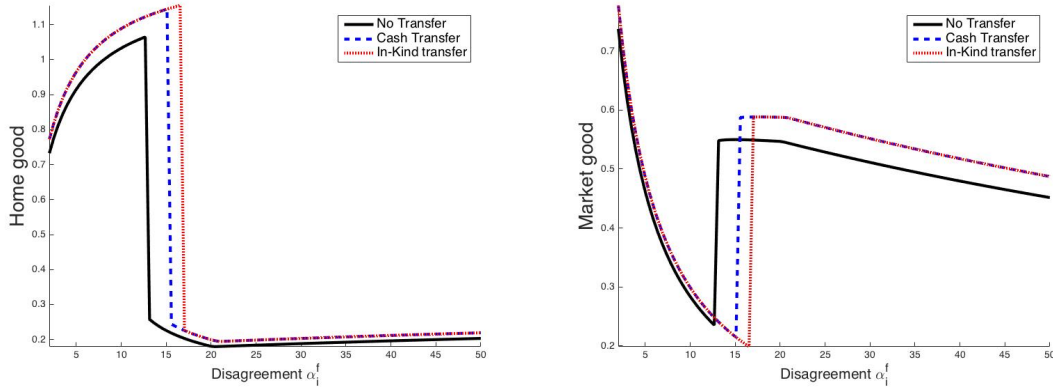 Home good
1.1
1
0.9
0.8
0.7
0.6
0.5
0.4
0.3
0.2
5 10 15 20 25 30 35 40 45 50
Disagreement α_i^f
No Transfer
Cash Transfer
In-Kind transfer
Market good
0.7
0.6
0.5
0.4
0.3
0.2
5 10 15 20 25 30 35 40 45 50
Disagreement α_i^f
No Transfer
Cash Transfer
In-Kind transfer